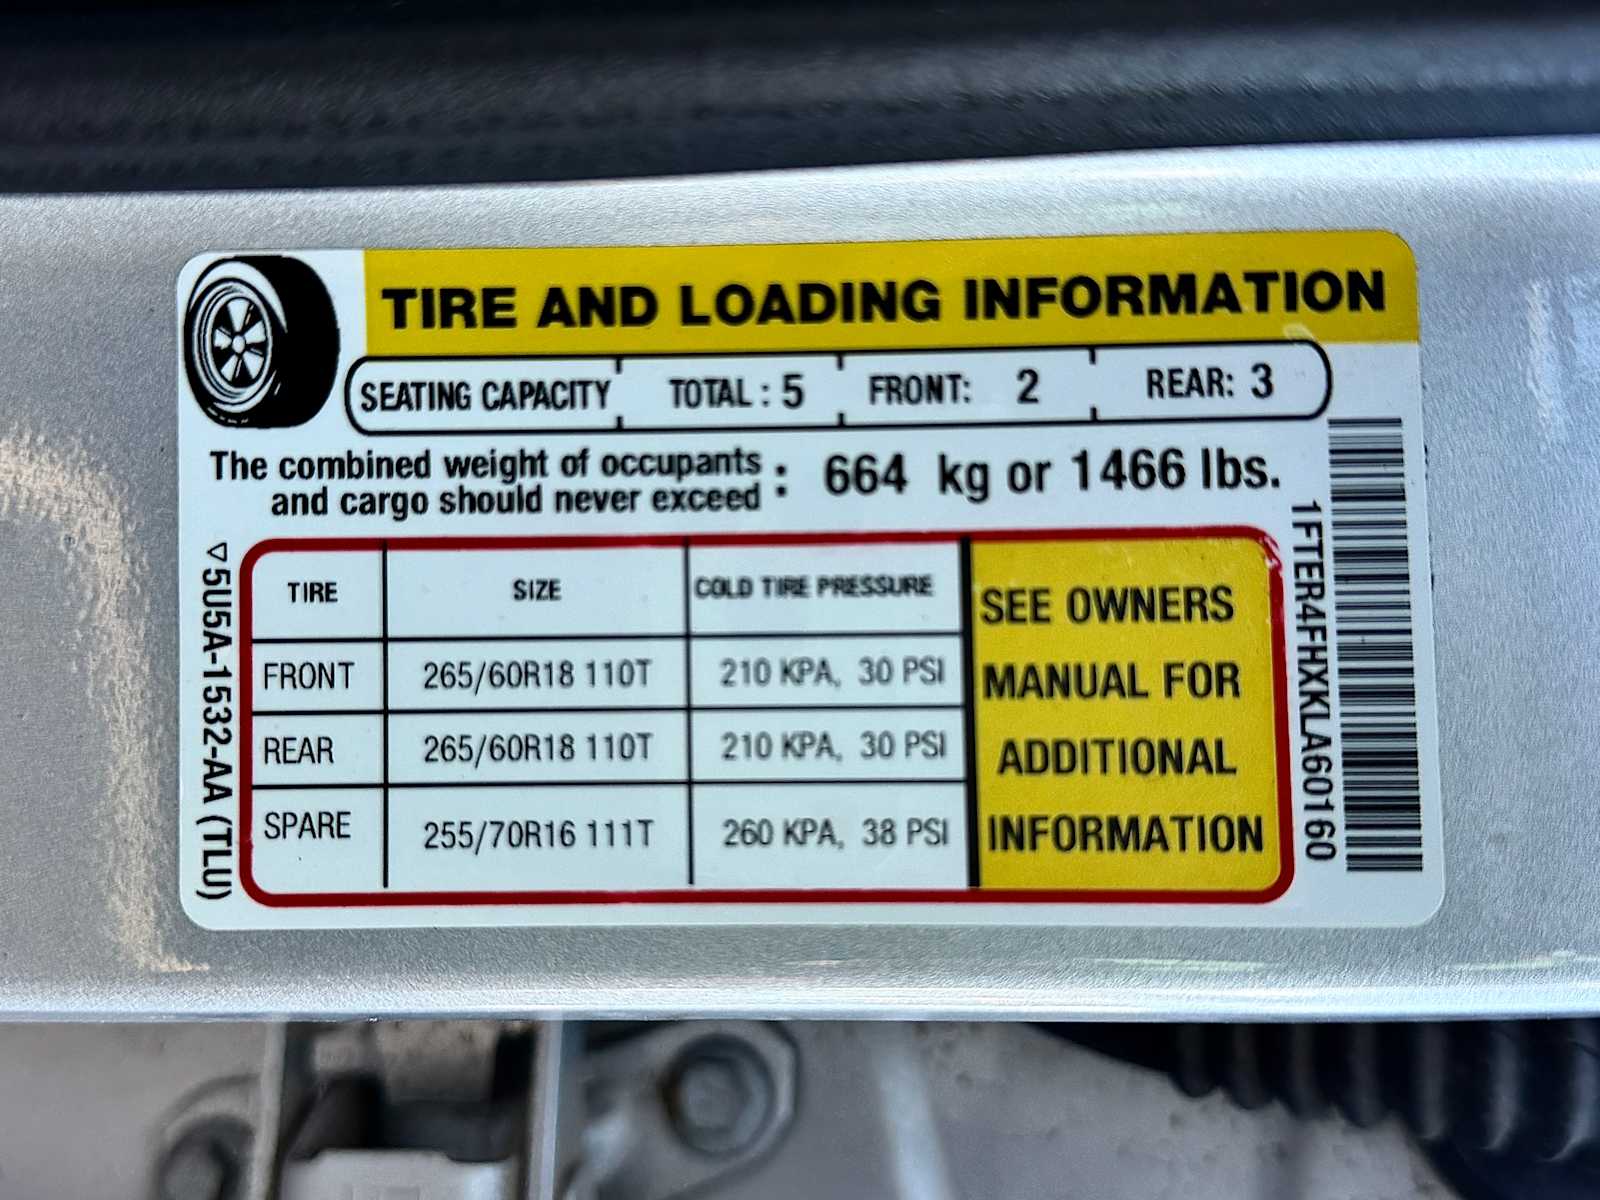 TIRE AND LOADING INFORMATION
SEATING CAPACITY TOTAL : 5 FRONT: 2 REAR: 3
The combined weight of occupants
and cargo should never exceed : 664 kg or 1466 lbs.
TIRE SIZE COLD TIRE PRESSURE
FRONT 265/60R18 110T 210 KPA, 30 PSI
REAR 265/60R18 110T 210 KPA, 30 PSI
SPARE 255/70R16 111T 260 KPA, 38 PSI
SEE OWNERS
MANUAL FOR
ADDITIONAL
INFORMATION
5U5A-1532-AA (TLU)
1FTER4FHXKLA60160